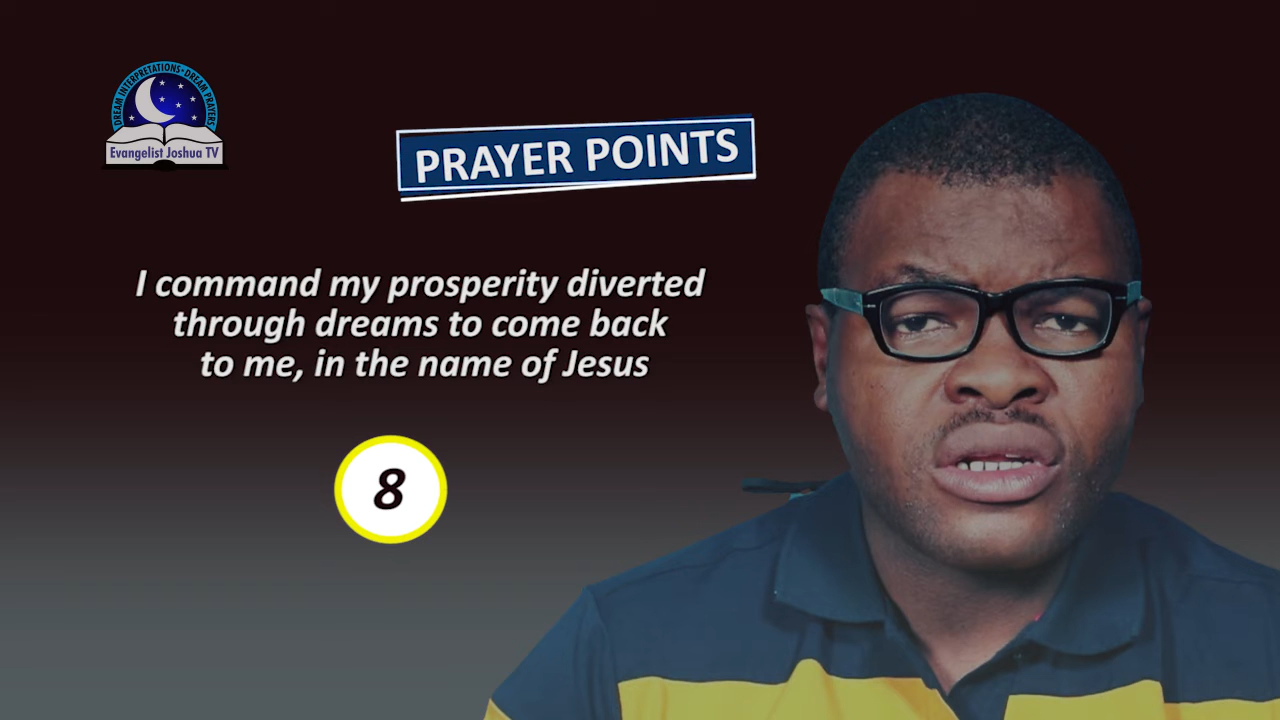 DREAM INTERPRETATIONS - DREAM PRAYERS
Evangelist Joshua TV
PRAYER POINTS
I command my prosperity diverted
through dreams to come back
to me, in the name of Jesus
8